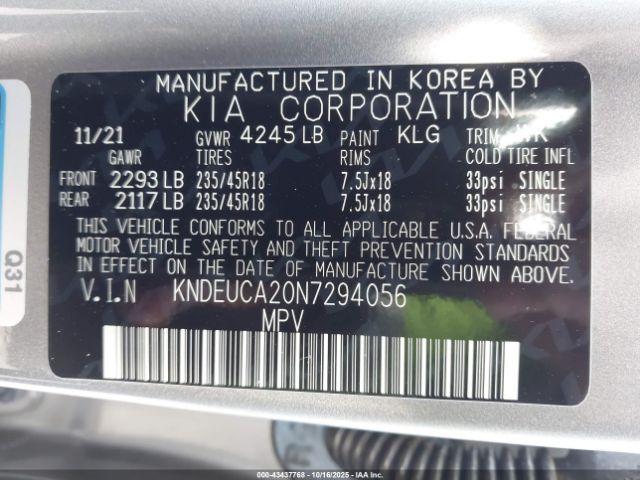 MANUFACTURED IN KOREA BY
KIA CORPORATION
11/21 GVWR 4245 LB PAINT KLG TRIM
GAWR TIRES RIMS COLD TIRE INFL
FRONT 2293 LB 235/45R18 7.5Jx18 33psi SINGLE
REAR 2117 LB 235/45R18 7.5Jx18 33psi SINGLE
THIS VEHICLE CONFORMS TO ALL APPLICABLE U.S.A. FEDERAL
MOTOR VEHICLE SAFETY AND THEFT PREVENTION STANDARDS
IN EFFECT ON THE DATE OF MANUFACTURE SHOWN ABOVE.
V.I.N KNDEUCA20N7294056
MPV
Q31
000-43437768 - 10/16/2025 - IAA Inc.